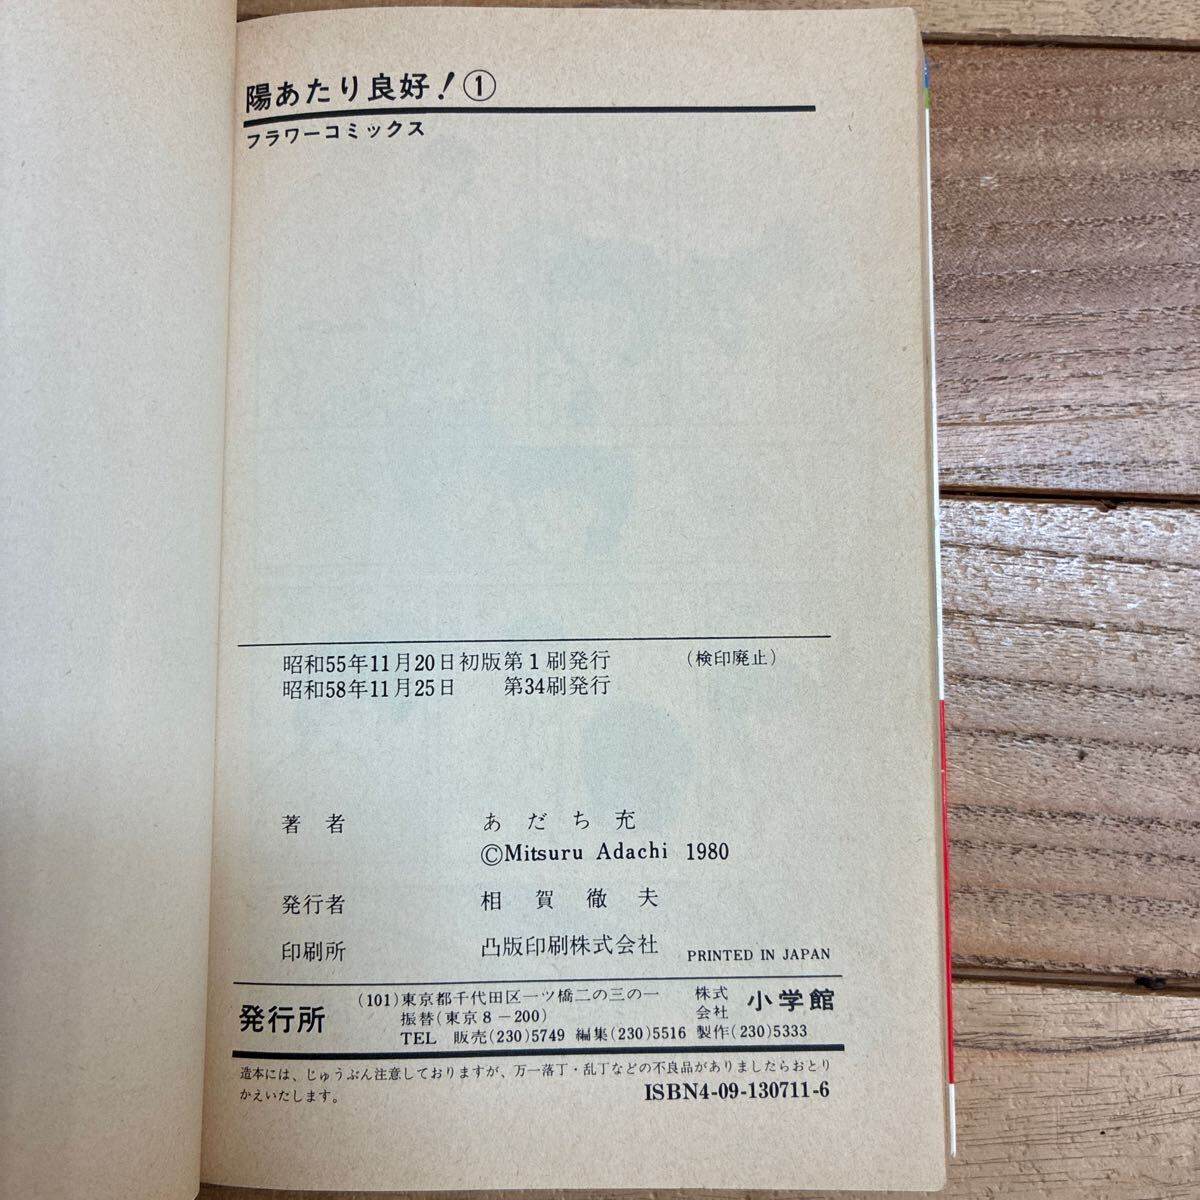 陽あたり良好！①
フラワーコミックス
昭和55年11月20日初版第1刷発行 (検印廃止)
昭和58年11月25日 第34刷発行
著者 あだち充
©Mitsuru Adachi 1980
発行者 相賀徹夫
印刷所 凸版印刷株式会社 PRINTED IN JAPAN
発行所 (101)東京都千代田区一ツ橋二の三の一 株式会社 小学館
振替(東京8-200)
TEL 販売(230)5749 編集(230)5516 製作(230)5333
造本には、じゅうぶん注意しておりますが、万一落丁・乱丁などの不良品がありましたらおとり
かえいたします。 ISBN4-09-130711-6